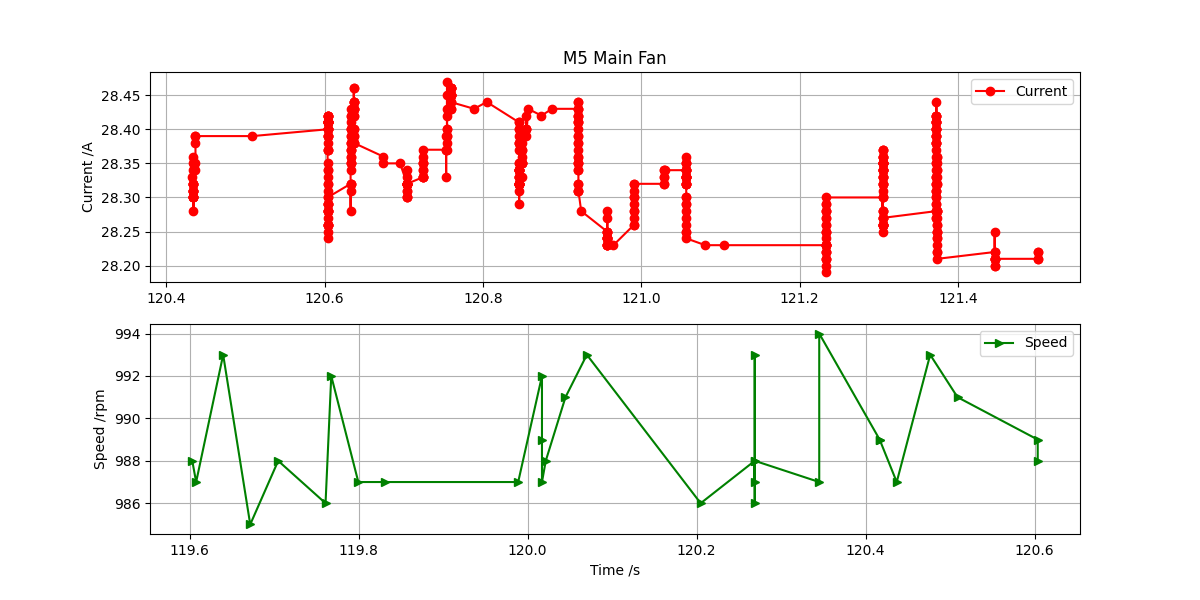 M5 Main Fan
Current /A
28.45
28.40
28.35
28.30
28.25
28.20
Current
120.4 120.6 120.8 121.0 121.2 121.4
Speed /rpm
994
992
990
988
986
Speed
119.6 119.8 120.0 120.2 120.4 120.6
Time /s